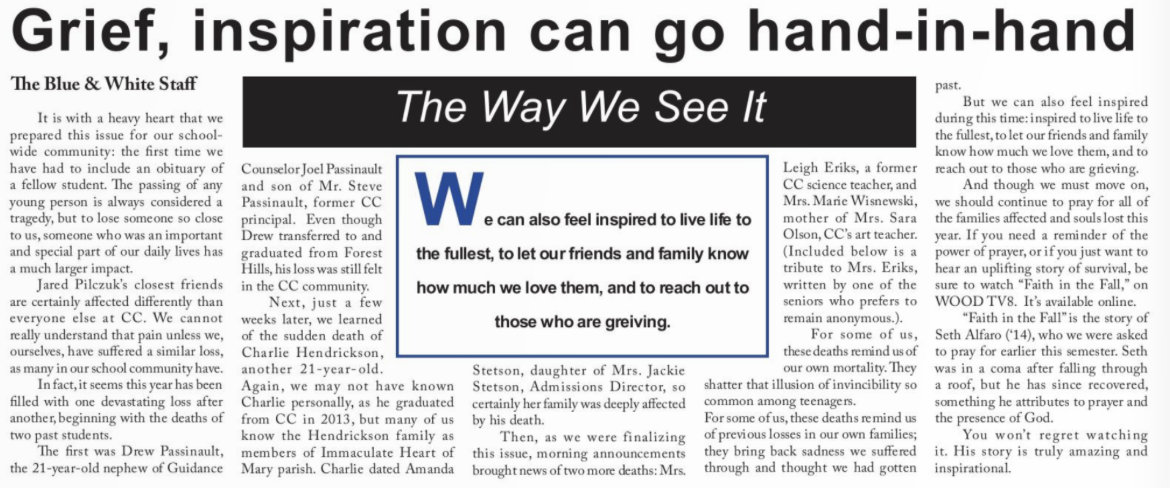 Grief, inspiration can go hand-in-hand
The Blue & White Staff
It is with a heavy heart that we
prepared this issue for our school-
wide community: the first time we
have had to include an obituary of
a fellow student. The passing of any
young person is always considered a
tragedy, but to lose someone so close
to us, someone who was an important
and special part of our daily lives has
a much larger impact.
Jared Pilczuk's closest friends
are certainly affected differently than
everyone else at CC. We cannot
really understand that pain unless we,
ourselves, have suffered a similar loss,
as many in our school community have.
In fact, it seems this year has been
filled with one devastating loss after
another, beginning with the deaths of
two past students.
The first was Drew Passinault,
the 21-year-old nephew of Guidance
The Way We See It
Counselor Joel Passinault
and son of Mr. Steve
Passinault, former CC
principal. Even though
Drew transferred to and
graduated from Forest
Hills, his loss was still felt
in the CC community.
Next, just a few
weeks later, we learned
of the sudden death of
Charlie Hendrickson,
another 21-year-old.
Again, we may not have known
Charlie personally, as he graduated
from CC in 2013, but many of us
know the Hendrickson family as
members of Immaculate Heart of
Mary parish. Charlie dated Amanda
We can also feel inspired to live life to
the fullest, to let our friends and family know
how much we love them, and to reach out to
those who are greiving.
Stetson, daughter of Mrs. Jackie
Stetson, Admissions Director, so
certainly her family was deeply affected
by his death.
Then, as we were finalizing
this issue, morning announcements
brought news of two more deaths: Mrs.
Leigh Eriks, a former
CC science teacher, and
Mrs. Marie Wisnewski,
mother of Mrs. Sara
Olson, CC's art teacher.
(Included below is a
tribute to Mrs. Eriks,
written by one of the
seniors who prefers to
remain anonymous.).
For some of us,
these deaths remind us of
our own mortality. They
shatter that illusion of invincibility so
common among teenagers.
For some of us, these deaths remind us
of previous losses in our own families;
they bring back sadness we suffered
through and thought we had gotten
past.
But we can also feel inspired
during this time: inspired to live life to
the fullest, to let our friends and family
know how much we love them, and to
reach out to those who are grieving.
And though we must move on,
we should continue to pray for all of
the families affected and souls lost this
year. If you need a reminder of the
power of prayer, or if you just want to
hear an uplifting story of survival, be
sure to watch "Faith in the Fall," on
WOOD TV8. It's available online.
"Faith in the Fall" is the story of
Seth Alfaro ('14), who we were asked
to pray for earlier this semester. Seth
was in a coma after falling through
a roof, but he has since recovered,
something he attributes to prayer and
the presence of God.
You won't regret watching
it. His story is truly amazing and
inspirational.